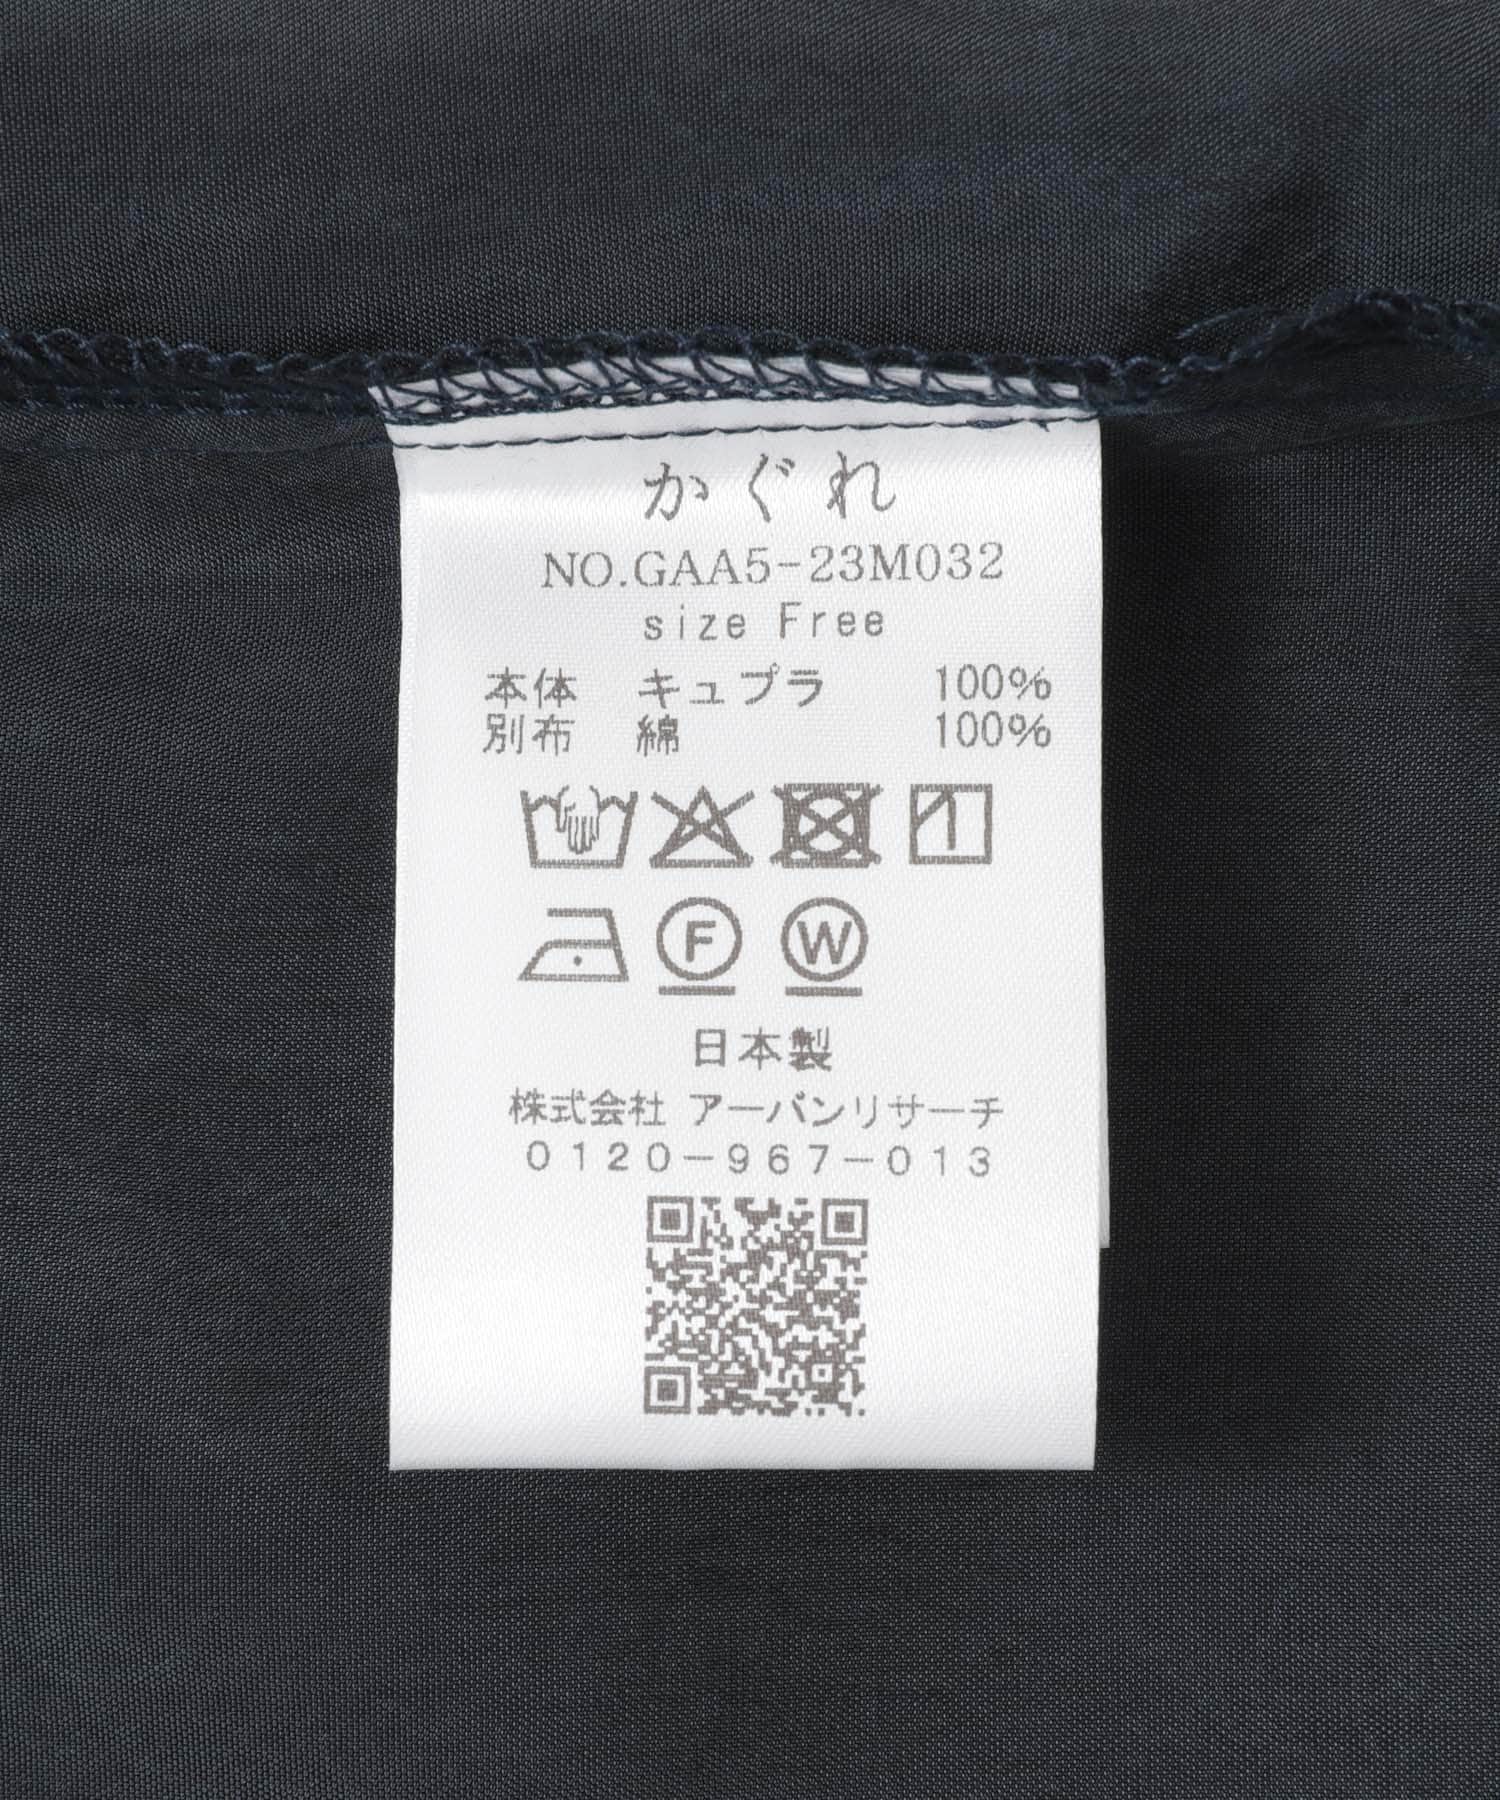 かぐれ
NO.GAA5-23M032
size Free
本体 キュプラ 100%
別布 綿 100%
F W
日本製
株式会社 アーバンリサーチ
0120-967-013